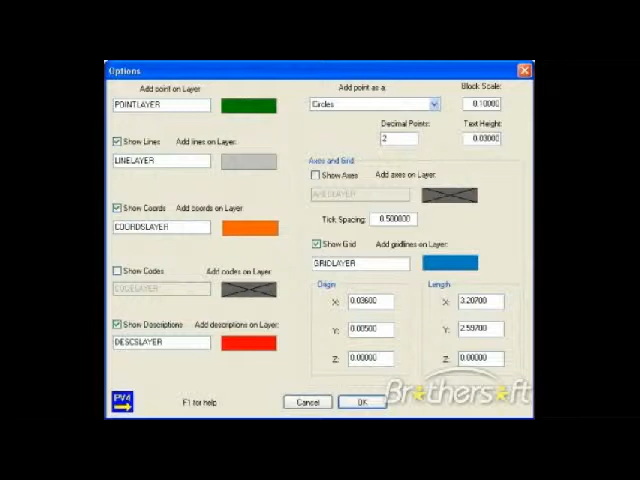 Options
Add point on Layer
POINTLAYER
Add point as a:
Circles
Block Scale:
0.10000
Decimal Points:
2
Text Height:
0.03000
Show Lines
Add lines on Layer:
LINELAYER
Show Coords
Add coords on Layer
COORDSLAYER
Show Codes
Add codes on Layer
CODELAYER
Show Descriptions
Add descriptions on Layer:
DESCSLAYER
Axes and Grid
Show Axes
Add axes on Layer:
AXESLAYER
Tick Spacing:
0.500000
Show Grid
Add gridlines on Layer:
GRIDLAYER
Origin
X:
0.03600
Y:
0.00500
Z:
0.00000
Length
X:
3.20700
Y:
2.59700
Z:
0.00000
PV4
F1 for help
Cancel
OK
Brothersoft